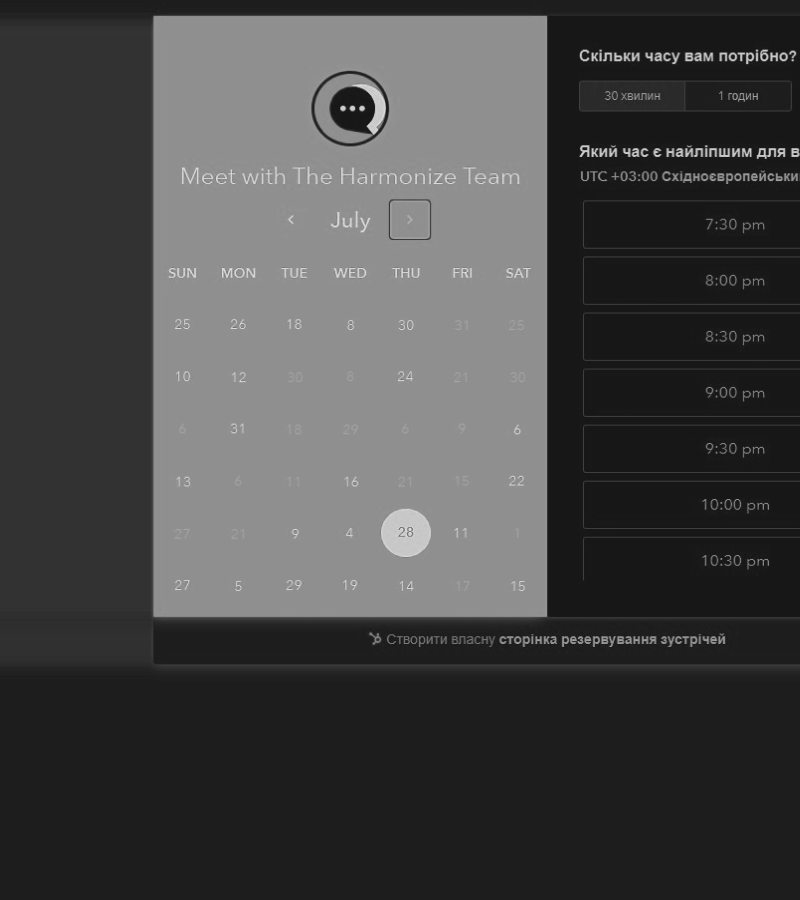 Meet with The Harmonize Team
July
SUN MON TUE WED THU FRI SAT
25 26 18 8 30 31 25
10 12 30 8 24 21 30
6 31 18 29 6 9 6
13 6 11 16 21 15 22
27 21 9 4 28 11 1
27 5 29 19 14 17 15
Скільки часу вам потрібно?
30 хвилин 1 годин
Який час є найліпшим для в
UTC +03:00 Східноєвропейськи
7:30 pm
8:00 pm
8:30 pm
9:00 pm
9:30 pm
10:00 pm
10:30 pm
Створити власну сторінка резервування зустрічей